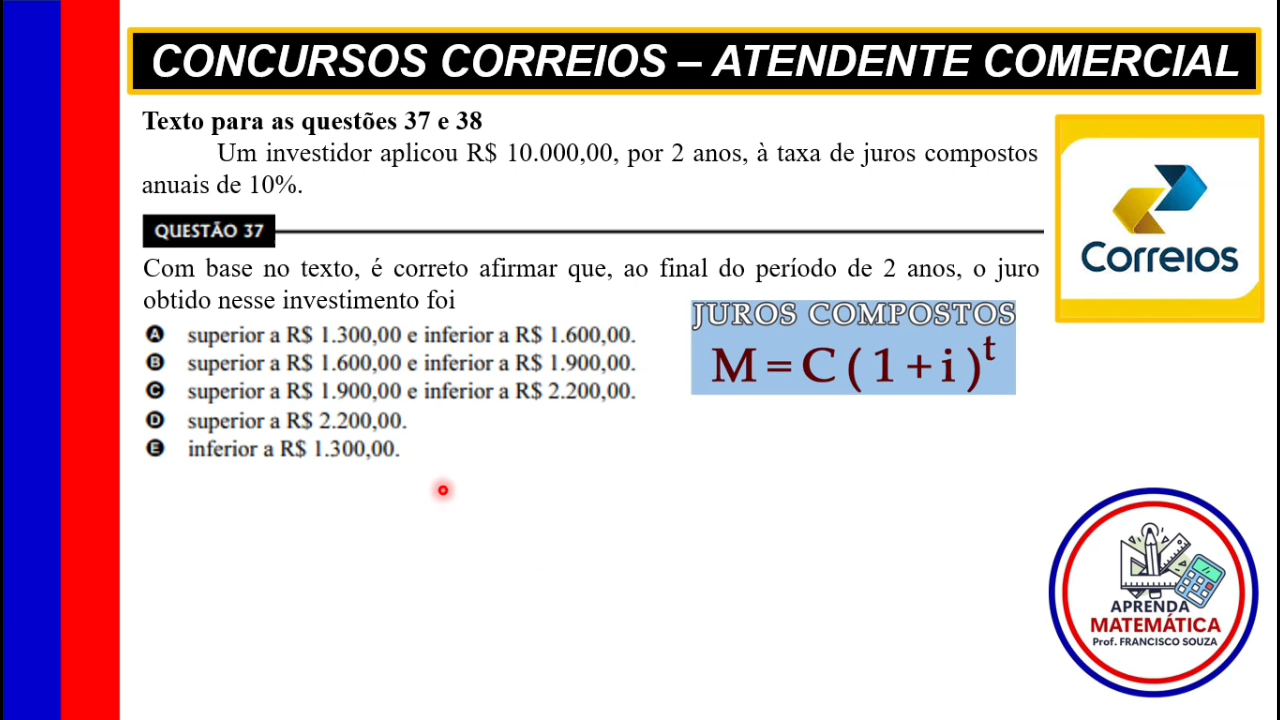 CONCURSOS CORREIOS – ATENDENTE COMERCIAL
Texto para as questões 37 e 38
Um investidor aplicou R$ 10.000,00, por 2 anos, à taxa de juros compostos
anuais de 10%.
QUESTÃO 37
Com base no texto, é correto afirmar que, ao final do período de 2 anos, o juro
obtido nesse investimento foi
A superior a R$ 1.300,00 e inferior a R$ 1.600,00.
B superior a R$ 1.600,00 e inferior a R$ 1.900,00.
C superior a R$ 1.900,00 e inferior a R$ 2.200,00.
D superior a R$ 2.200,00.
E inferior a R$ 1.300,00.
JUROS COMPOSTOS
M = C ( 1 + i )^t
Correios
APRENDA
MATEMÁTICA
Prof. FRANCISCO SOUZA